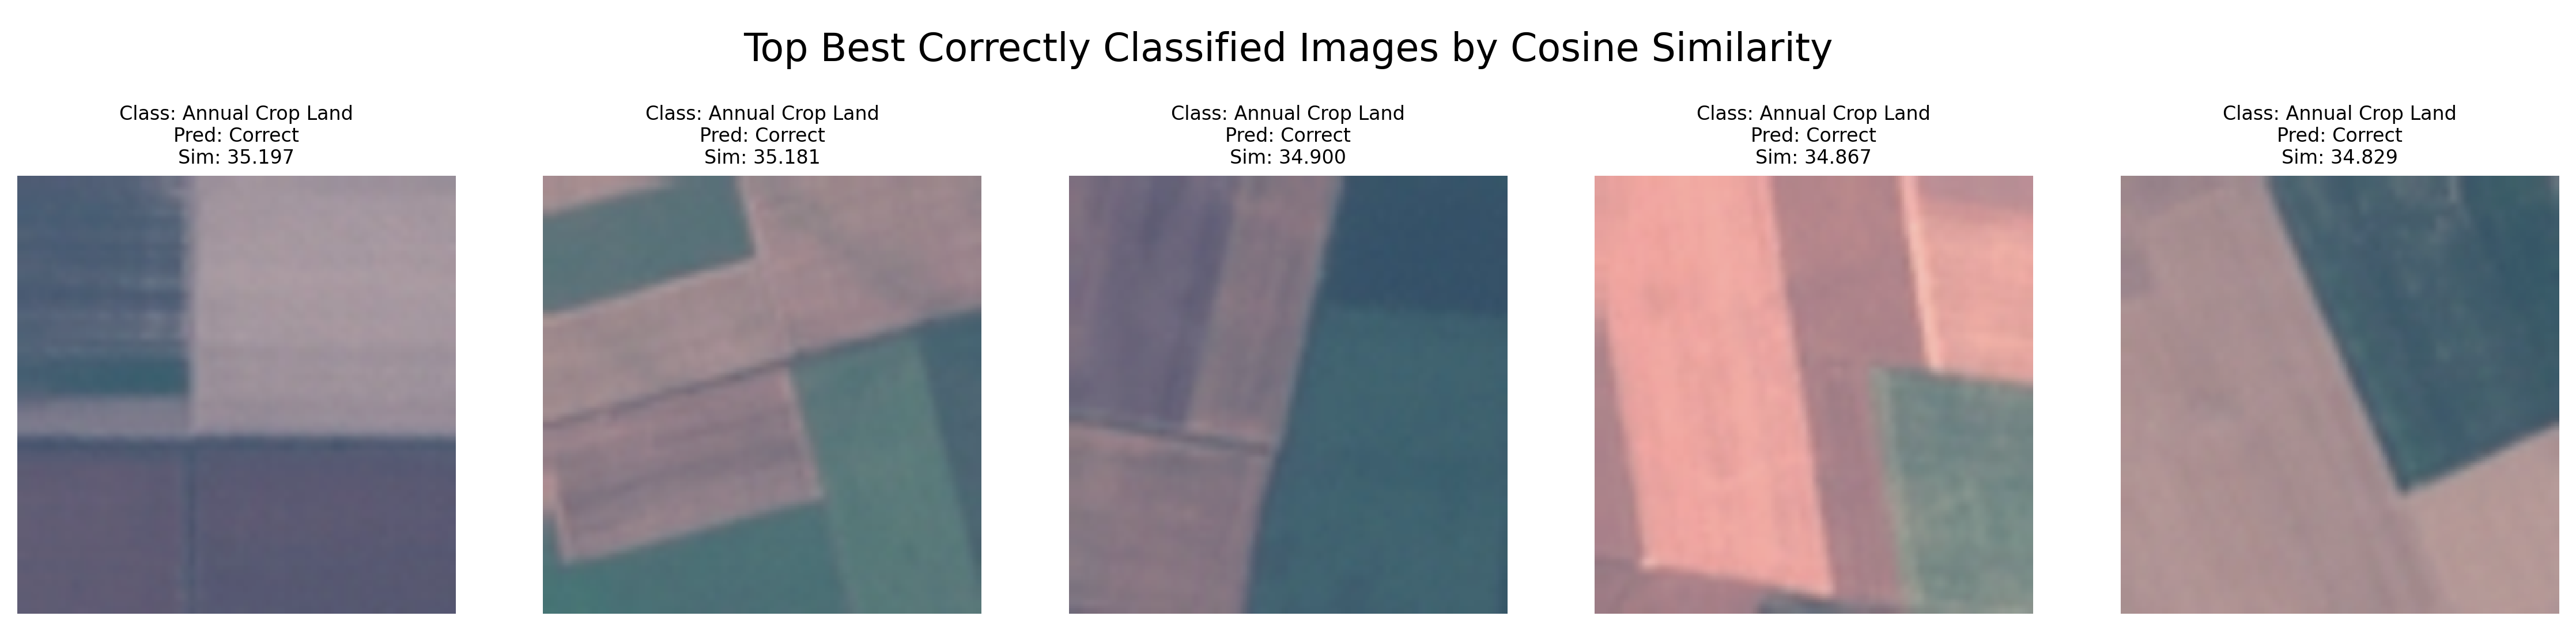 Top Best Correctly Classified Images by Cosine Similarity
Class: Annual Crop Land
Pred: Correct
Sim: 35.197
Class: Annual Crop Land
Pred: Correct
Sim: 35.181
Class: Annual Crop Land
Pred: Correct
Sim: 34.900
Class: Annual Crop Land
Pred: Correct
Sim: 34.867
Class: Annual Crop Land
Pred: Correct
Sim: 34.829